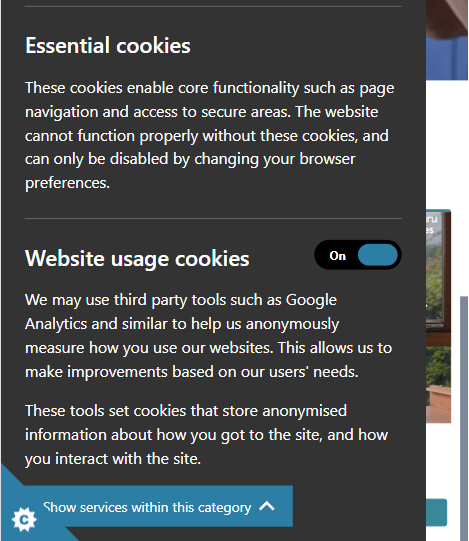 Essential cookies
These cookies enable core functionality such as page
navigation and access to secure areas. The website
cannot function properly without these cookies, and
can only be disabled by changing your browser
preferences.
Website usage cookies
On
We may use third party tools such as Google
Analytics and similar to help us anonymously
measure how you use our websites. This allows us to
make improvements based on our users' needs.
These tools set cookies that store anonymised
information about how you got to the site, and how
you interact with the site.
Show services within this category
C